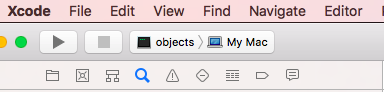 Xcode File Edit View Find Navigate Editor
objects My Mac